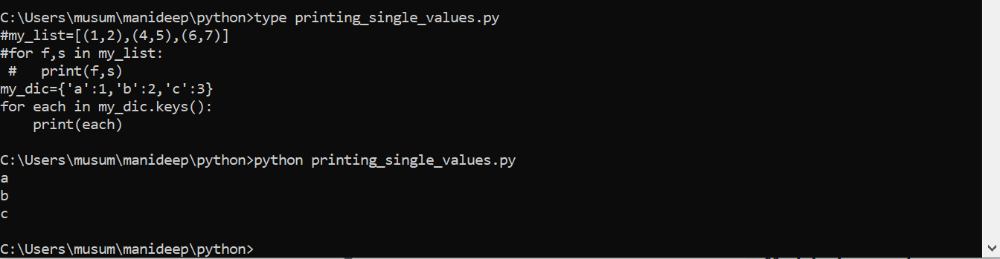 C:\Users\musum\manideep\python>type printing_single_values.py
#my_list=[(1,2),(4,5),(6,7)]
#for f,s in my_list:
 #   print(f,s)
my_dic={'a':1,'b':2,'c':3}
for each in my_dic.keys():
    print(each)

C:\Users\musum\manideep\python>python printing_single_values.py
a
b
c

C:\Users\musum\manideep\python>